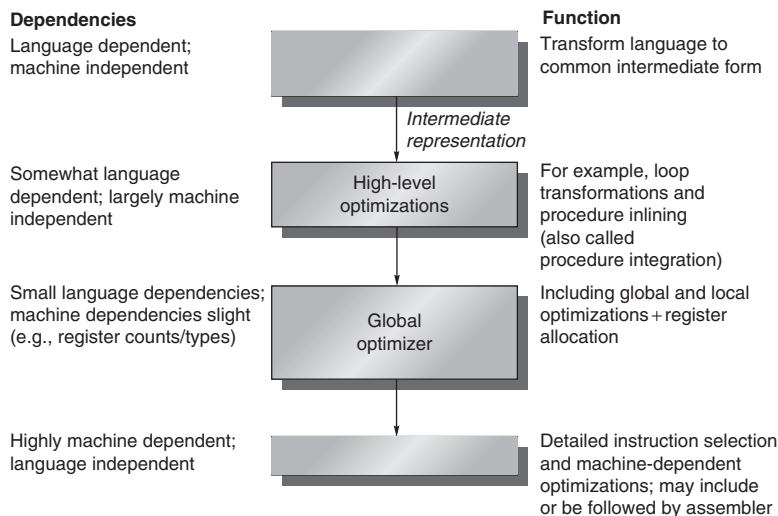 Dependencies
Function
Language dependent;
machine independent
Transform language to
common intermediate form
Intermediate
representation
Somewhat language
dependent; largely machine
independent
High-level
optimizations
For example, loop
transformations and
procedure inlining
(also called
procedure integration)
Small language dependencies;
machine dependencies slight
(e.g., register counts/types)
Global
optimizer
Including global and local
optimizations + register
allocation
Highly machine dependent;
language independent
Detailed instruction selection
and machine-dependent
optimizations; may include
or be followed by assembler